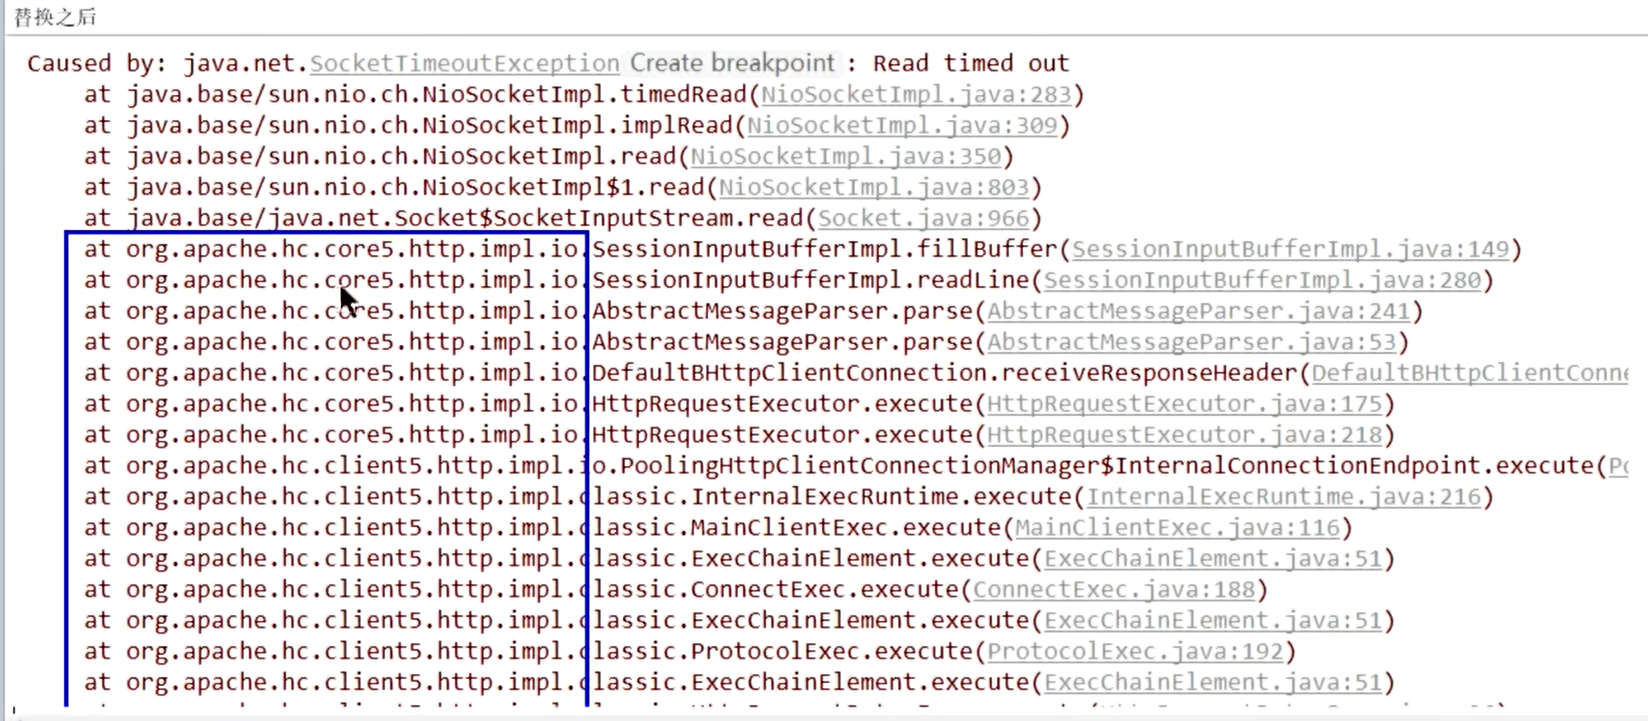 替换之后
Caused by: java.net.SocketTimeoutException Create breakpoint : Read timed out
at java.base/sun.nio.ch.NioSocketImpl.timedRead(NioSocketImpl.java:283)
at java.base/sun.nio.ch.NioSocketImpl.implRead(NioSocketImpl.java:309)
at java.base/sun.nio.ch.NioSocketImpl.read(NioSocketImpl.java:350)
at java.base/sun.nio.ch.NioSocketImpl$1.read(NioSocketImpl.java:803)
at java.base/java.net.Socket$SocketInputStream.read(Socket.java:966)
at org.apache.hc.core5.http.impl.io.SessionInputBufferImpl.fillBuffer(SessionInputBufferImpl.java:149)
at org.apache.hc.core5.http.impl.io.SessionInputBufferImpl.readLine(SessionInputBufferImpl.java:280)
at org.apache.hc.core5.http.impl.io.AbstractMessageParser.parse(AbstractMessageParser.java:241)
at org.apache.hc.core5.http.impl.io.AbstractMessageParser.parse(AbstractMessageParser.java:53)
at org.apache.hc.core5.http.impl.io.DefaultBHttpClientConnection.receiveResponseHeader(DefaultBHttpClientConne
at org.apache.hc.core5.http.impl.io.HttpRequestExecutor.execute(HttpRequestExecutor.java:175)
at org.apache.hc.core5.http.impl.io.HttpRequestExecutor.execute(HttpRequestExecutor.java:218)
at org.apache.hc.client5.http.impl.io.PoolingHttpClientConnectionManager$InternalConnectionEndpoint.execute(Po
at org.apache.hc.client5.http.impl.classic.InternalExecRuntime.execute(InternalExecRuntime.java:216)
at org.apache.hc.client5.http.impl.classic.MainClientExec.execute(MainClientExec.java:116)
at org.apache.hc.client5.http.impl.classic.ExecChainElement.execute(ExecChainElement.java:51)
at org.apache.hc.client5.http.impl.classic.ConnectExec.execute(ConnectExec.java:188)
at org.apache.hc.client5.http.impl.classic.ExecChainElement.execute(ExecChainElement.java:51)
at org.apache.hc.client5.http.impl.classic.ProtocolExec.execute(ProtocolExec.java:192)
at org.apache.hc.client5.http.impl.classic.ExecChainElement.execute(ExecChainElement.java:51)